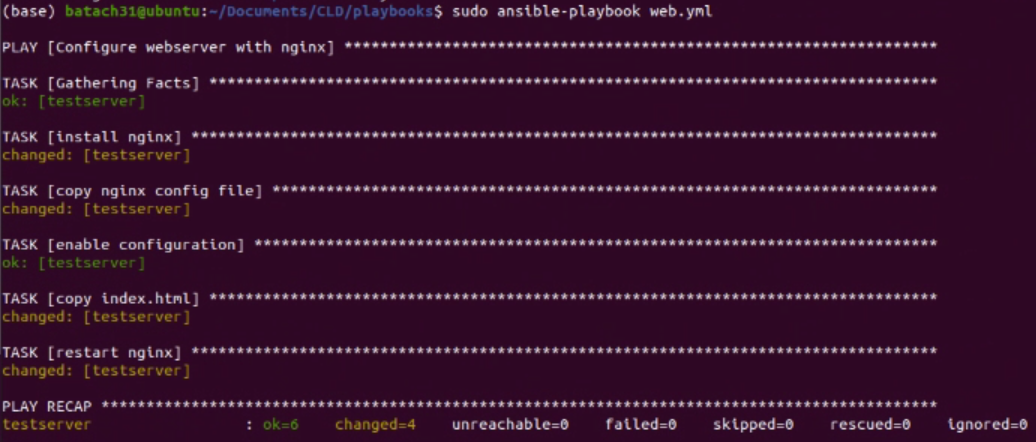 (base) batach31@ubuntu:~/Documents/CLD/playbooks$ sudo ansible-playbook web.yml
PLAY [Configure webserver with nginx] ******************************************************************
TASK [Gathering Facts] *********************************************************************************
ok: [testserver]
TASK [install nginx] ***********************************************************************************
changed: [testserver]
TASK [copy nginx config file] **************************************************************************
changed: [testserver]
TASK [enable configuration] ****************************************************************************
ok: [testserver]
TASK [copy index.html] *********************************************************************************
changed: [testserver]
TASK [restart nginx] ***********************************************************************************
changed: [testserver]
PLAY RECAP *********************************************************************************************
testserver                 : ok=6    changed=4    unreachable=0    failed=0    skipped=0    rescued=0    ignored=0